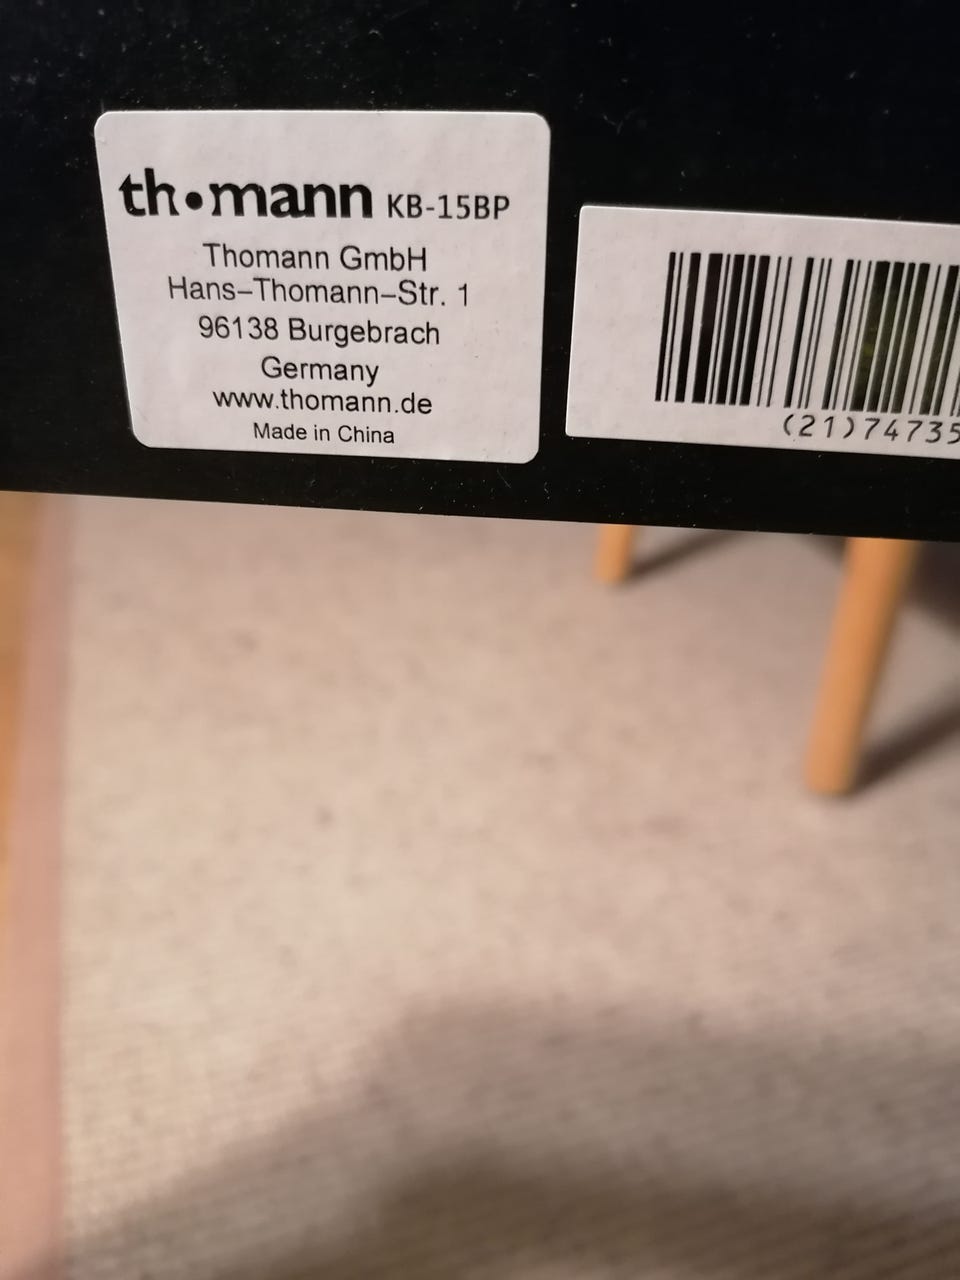 th•mann KB-15BP
Thomann GmbH
Hans-Thomann-Str. 1
96138 Burgebrach
Germany
www.thomann.de
Made in China
(21)74735